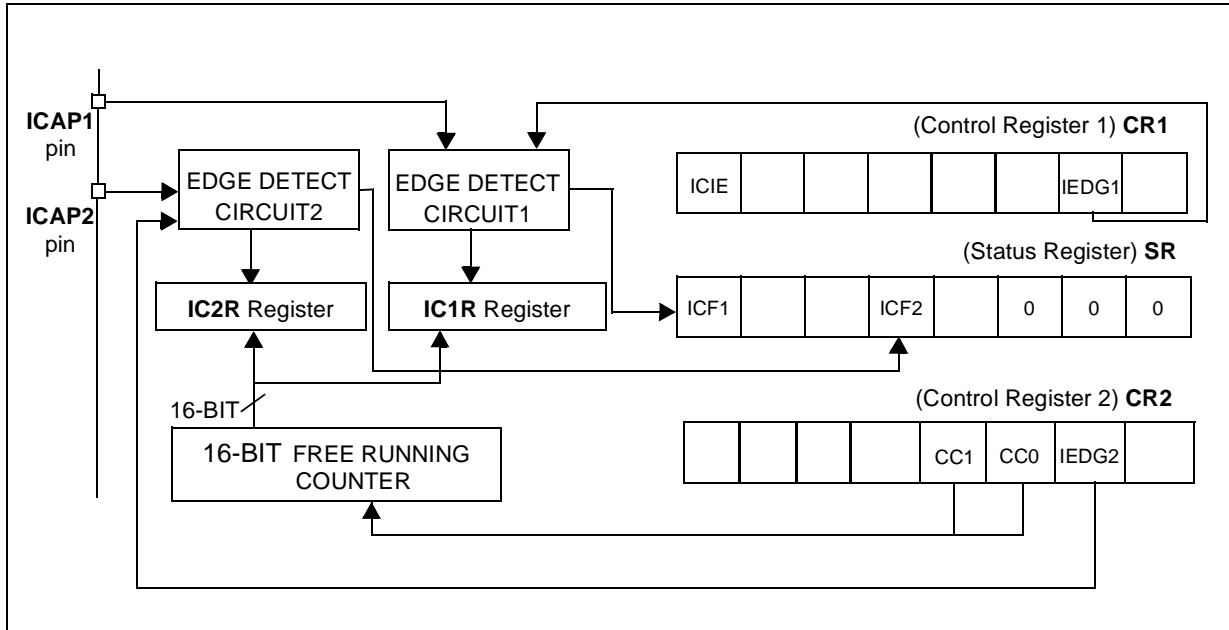 ICAP1
pin
ICAP2
pin
EDGE DETECT
CIRCUIT2
EDGE DETECT
CIRCUIT1
IC2R Register
IC1R Register
16-BIT
16-BIT FREE RUNNING
COUNTER
(Control Register 1) CR1
ICIE IEDG1
(Status Register) SR
ICF1 ICF2 0 0 0
(Control Register 2) CR2
CC1 CC0 IEDG2